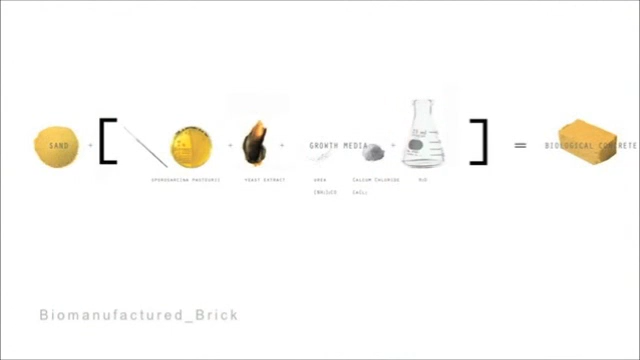 SAND + [ + + GROWTH MEDIA + ] = BIOLOGICAL CONCRETE
SPOROSARCINA PASTEURII YEAST EXTRACT UREA CALCIUM CHLORIDE H₂O
Biomanufactured_Brick